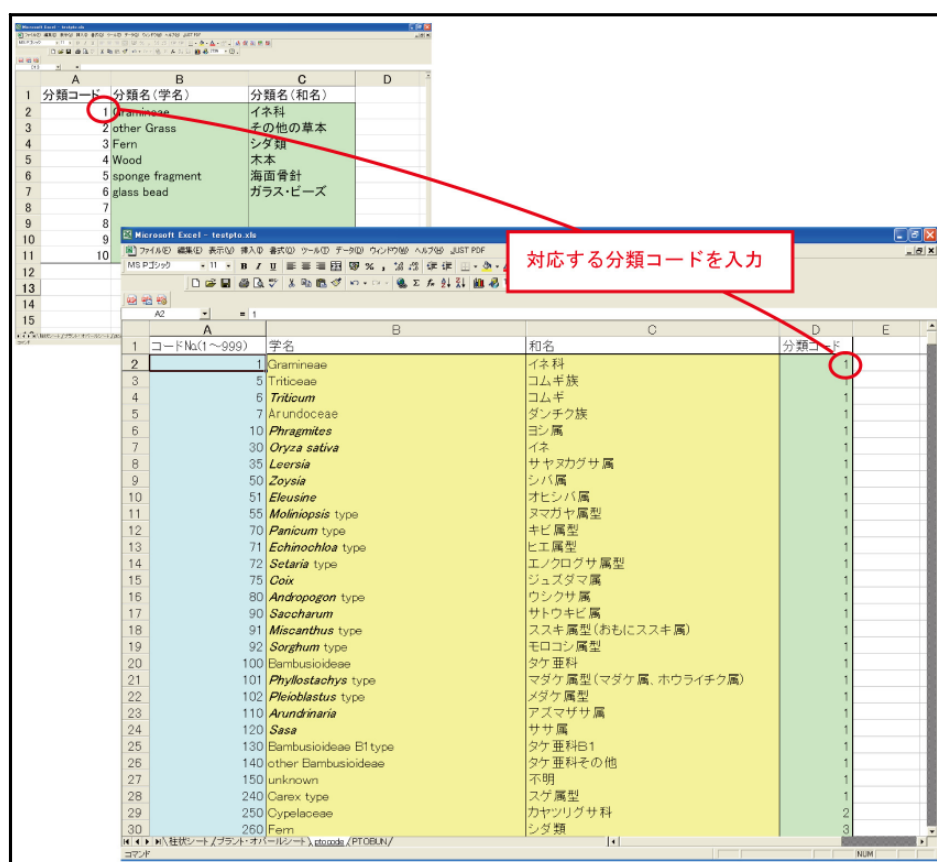 A B C D
1 分類コード 分類名(学名) 分類名(和名)
2 1 Gramineae イネ科
3 2 other Grass その他の草本
4 3 Fern シダ類
5 4 Wood 木本
6 5 sponge fragment 海面骨針
7 6 glass bead ガラス・ビーズ
8 7
9 8
10 9
11 10
12
13
14
15
対応する分類コードを入力
Microsoft Excel - testpto.xls
ファイル(F) 編集(E) 表示(V) 挿入(I) 書式(O) ツール(T) データ(D) ウィンドウ(W) ヘルプ(H) JUST PDF
MS Pゴシック 11
A2 = 1
A B C D E
1 コードNo.(1～999) 学名 和名 分類コード
2 1 Gramineae イネ科 1
3 5 Triticeae コムギ族 1
4 6 Triticum コムギ 1
5 7 Arundoceae ダンチク族 1
6 10 Phragmites ヨシ属 1
7 30 Oryza sativa イネ 1
8 35 Leersia サヤヌカグサ属 1
9 50 Zoysia シバ属 1
10 51 Eleusine オヒシバ属 1
11 55 Moliniopsis type ヌマガヤ属型 1
12 70 Panicum type キビ属型 1
13 71 Echinochloa type ヒエ属型 1
14 72 Setaria type エノクログサ属型 1
15 75 Coix ジュズダマ属 1
16 80 Andropogon type ウシクサ属 1
17 90 Saccharum サトウキビ属 1
18 91 Miscanthus type ススキ属型(おもにススキ属) 1
19 92 Sorghum type モロコシ属型 1
20 100 Bambusioideae タケ亜科 1
21 101 Phyllostachys type マダケ属型(マダケ属、ホウライチク属) 1
22 102 Pleioblastus type メダケ属型 1
23 110 Arundrinaria アズマザサ属 1
24 120 Sasa ササ属 1
25 130 Bambusioideae B1type タケ亜科B1 1
26 140 other Bambusioideae タケ亜科その他 1
27 150 unknown 不明 1
28 240 Carex type スゲ属型 1
29 250 Cypelaceae カヤツリグサ科 2
30 260 Fern シダ類 3
柱状シート/プラント・オパールシート/ptocode/PTOBUN/
コマンド NUM